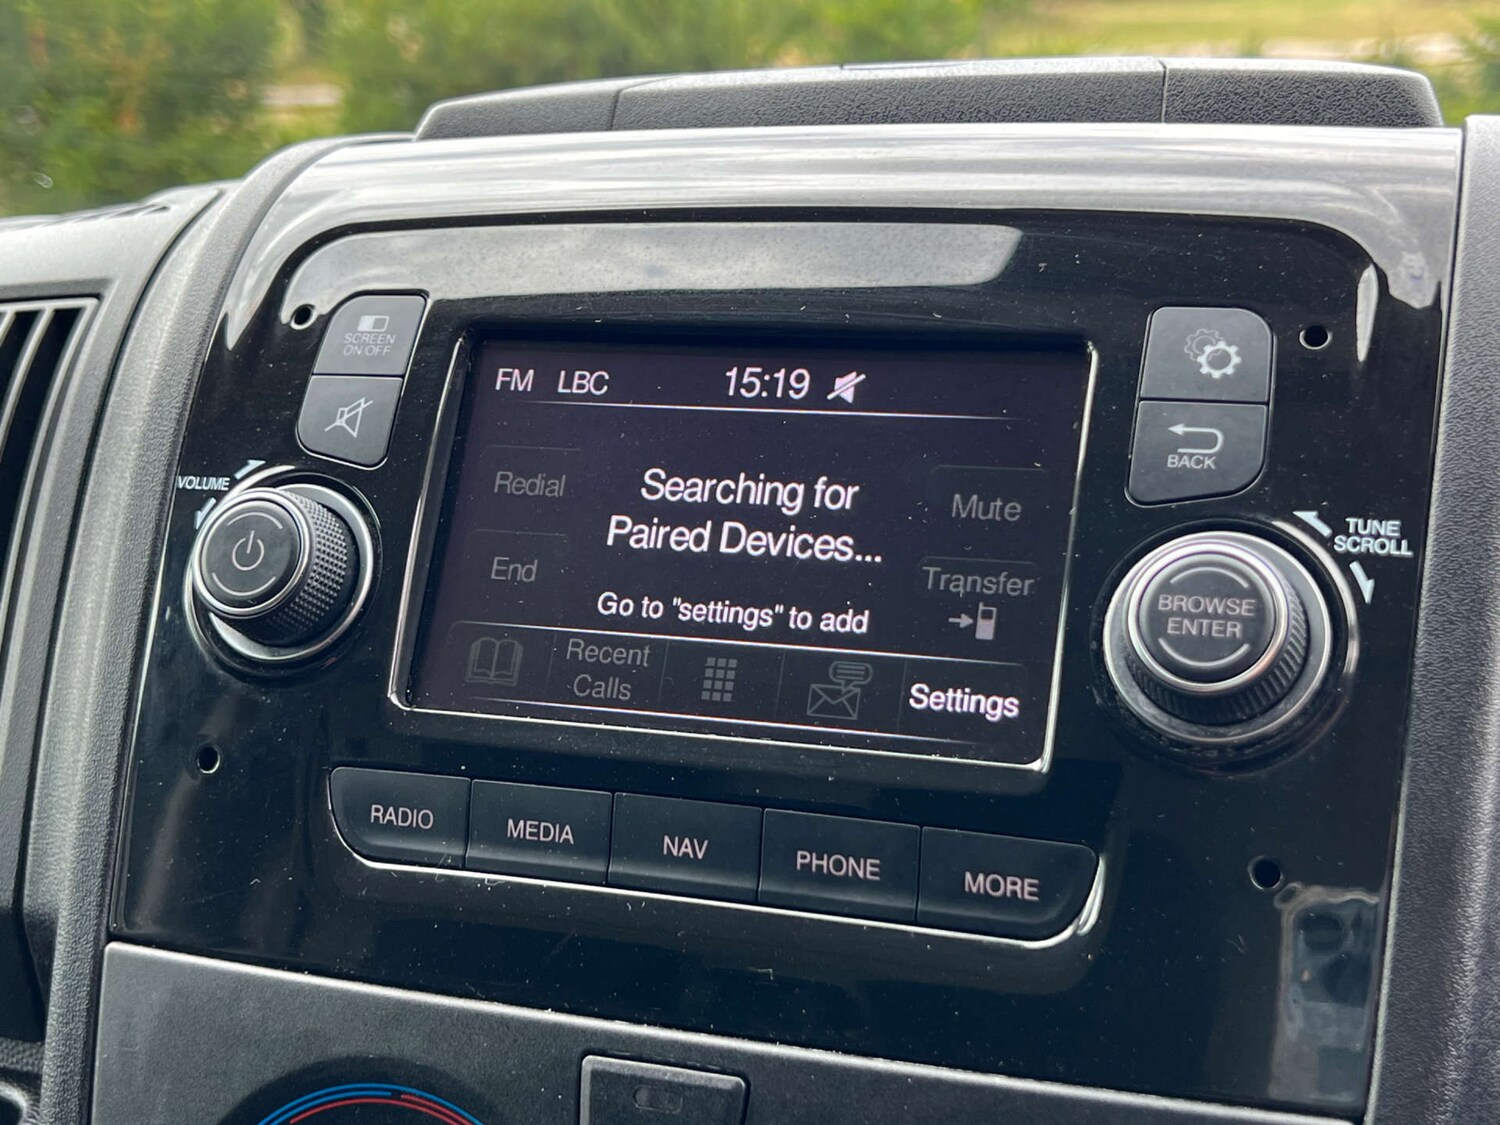 SCREEN
ON OFF
VOLUME
FM LBC 15:19
Redial
End
Searching for
Paired Devices...
Go to "settings" to add
Mute
Transfer
Recent
Calls
Settings
BACK
TUNE
SCROLL
BROWSE
ENTER
RADIO
MEDIA
NAV
PHONE
MORE